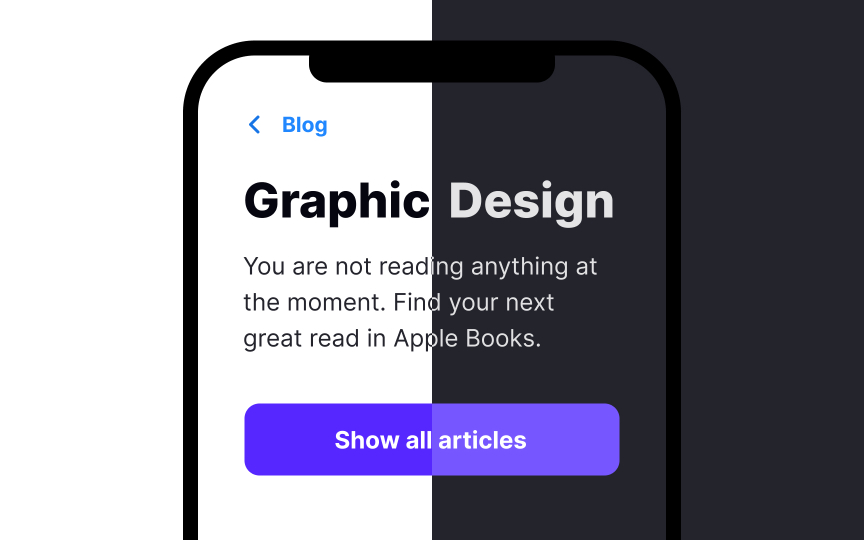 Blog
Graphic Design
You are not reading anything at
the moment. Find your next
great read in Apple Books.
Show all articles